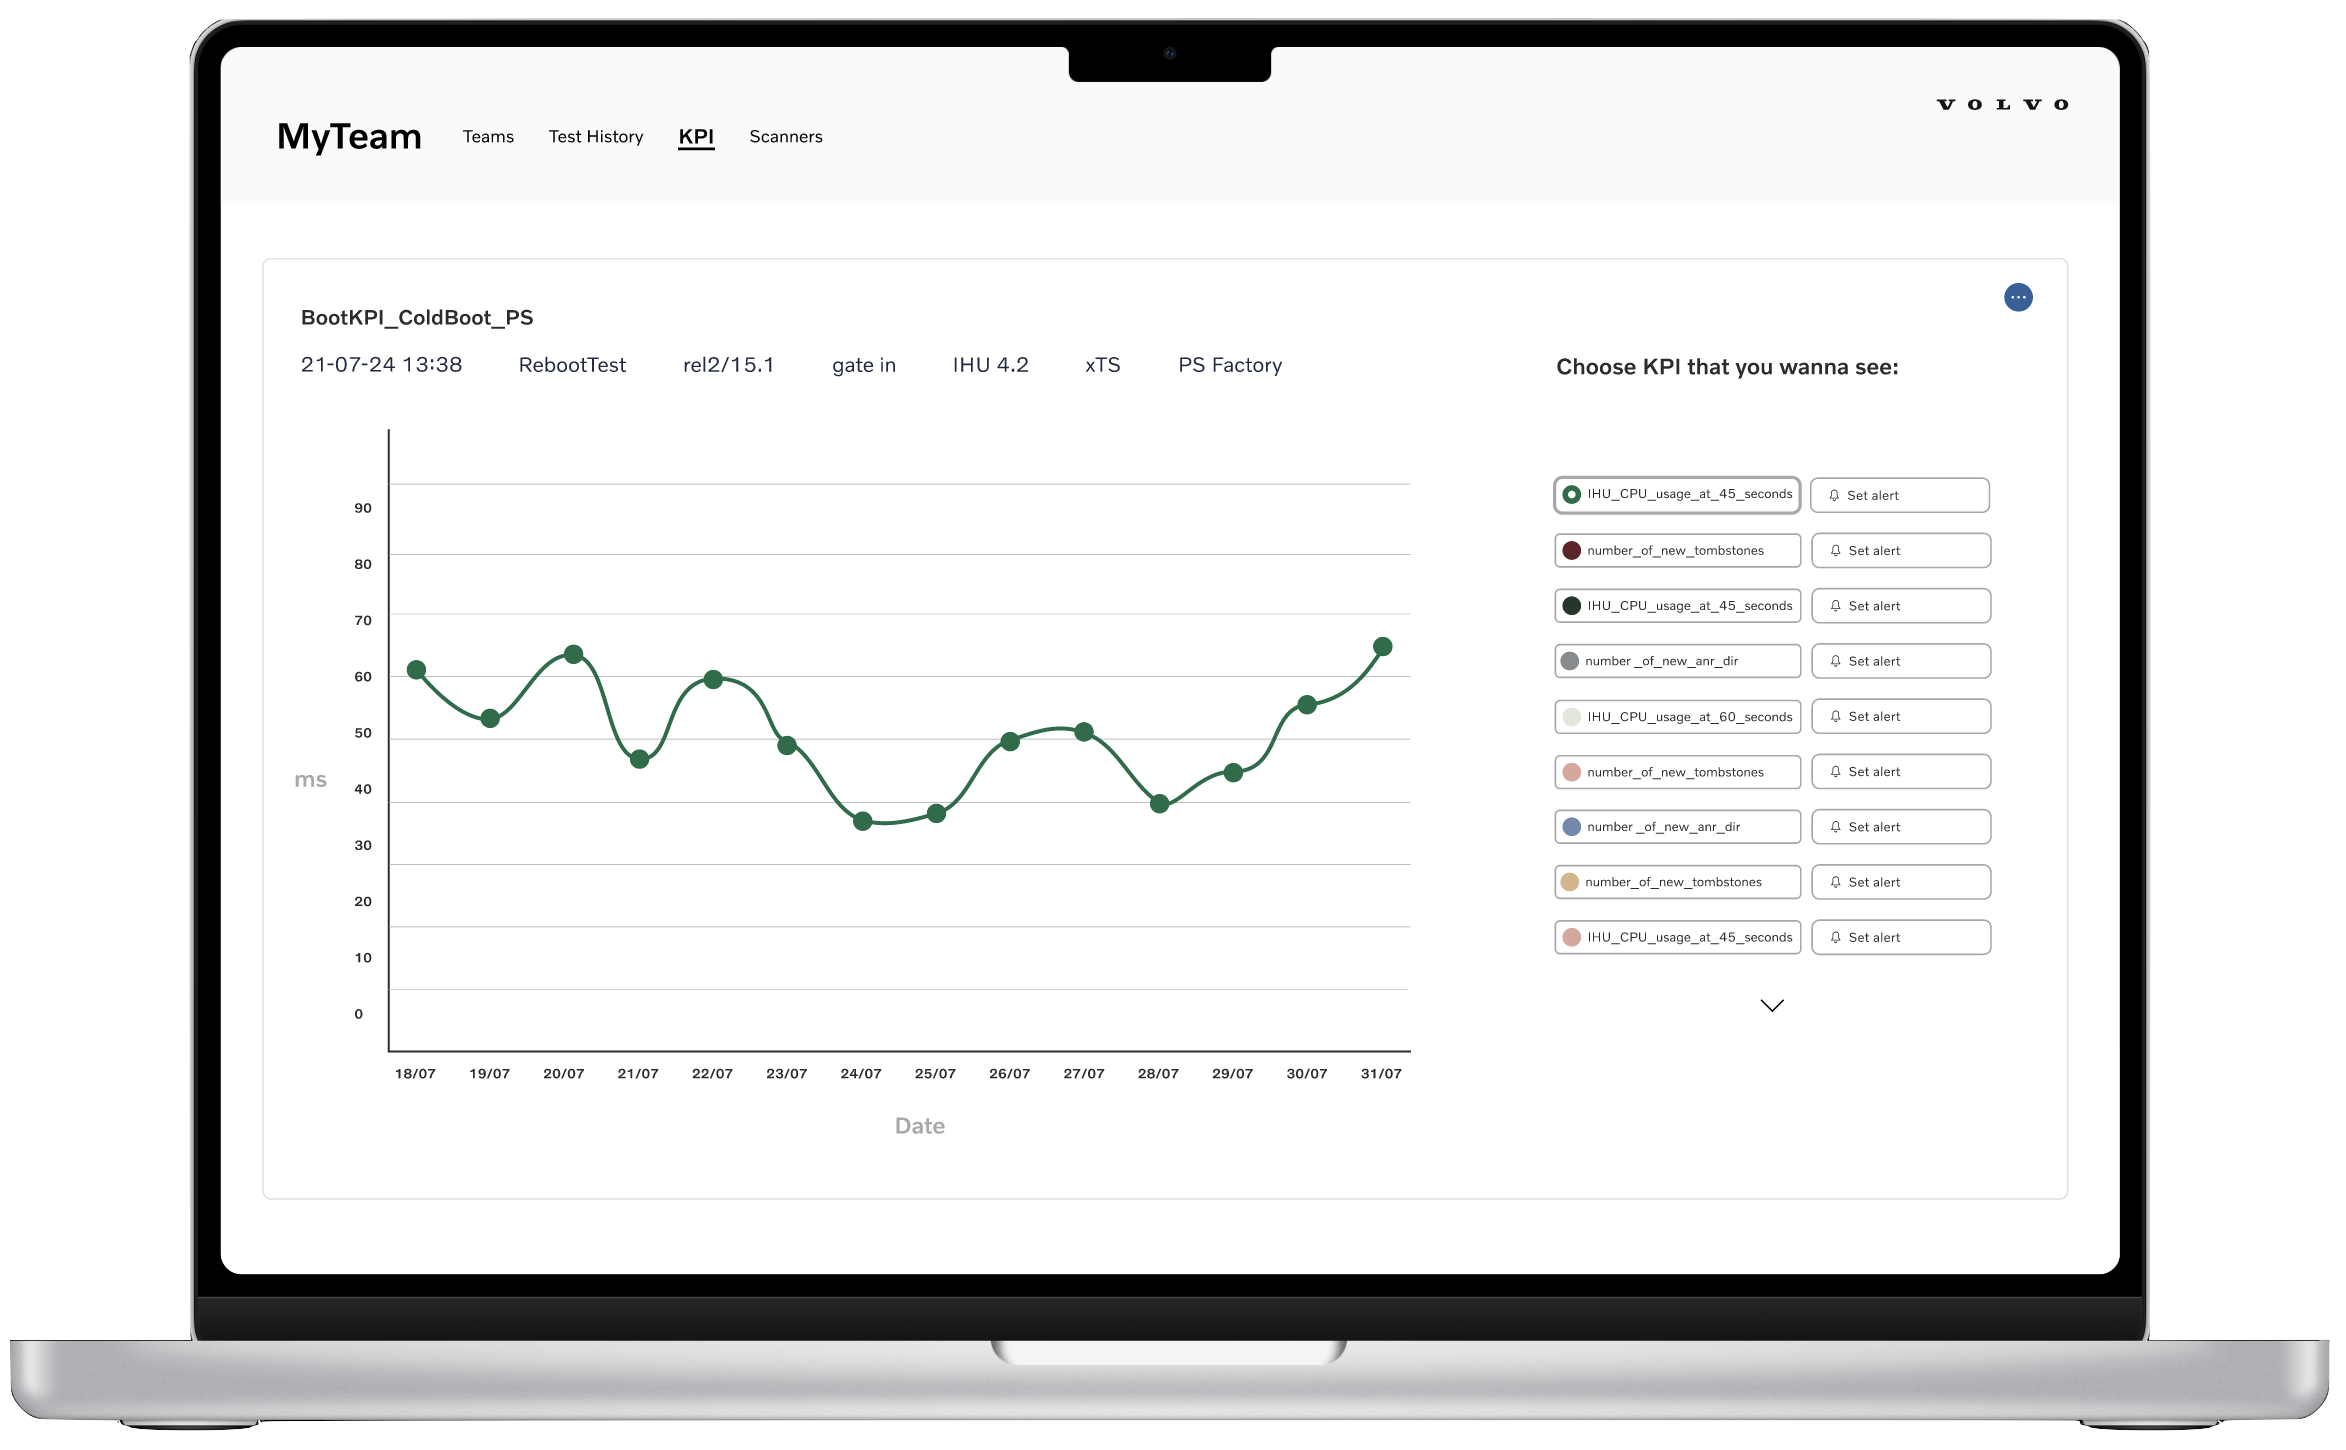 VOLVO
MyTeam Teams Test History KPI Scanners
BootKPI_ColdBoot_PS
21-07-24 13:38 RebootTest rel2/15.1 gate in IHU 4.2 xTS PS Factory
Choose KPI that you wanna see:
90
80
70
60
50
ms
40
30
20
10
0
18/07 19/07 20/07 21/07 22/07 23/07 24/07 25/07 26/07 27/07 28/07 29/07 30/07 31/07
Date
IHU_CPU_usage_at_45_seconds Set alert
number_of_new_tombstones Set alert
IHU_CPU_usage_at_45_seconds Set alert
number_of_new_anr_dir Set alert
IHU_CPU_usage_at_60_seconds Set alert
number_of_new_tombstones Set alert
number_of_new_anr_dir Set alert
number_of_new_tombstones Set alert
IHU_CPU_usage_at_45_seconds Set alert